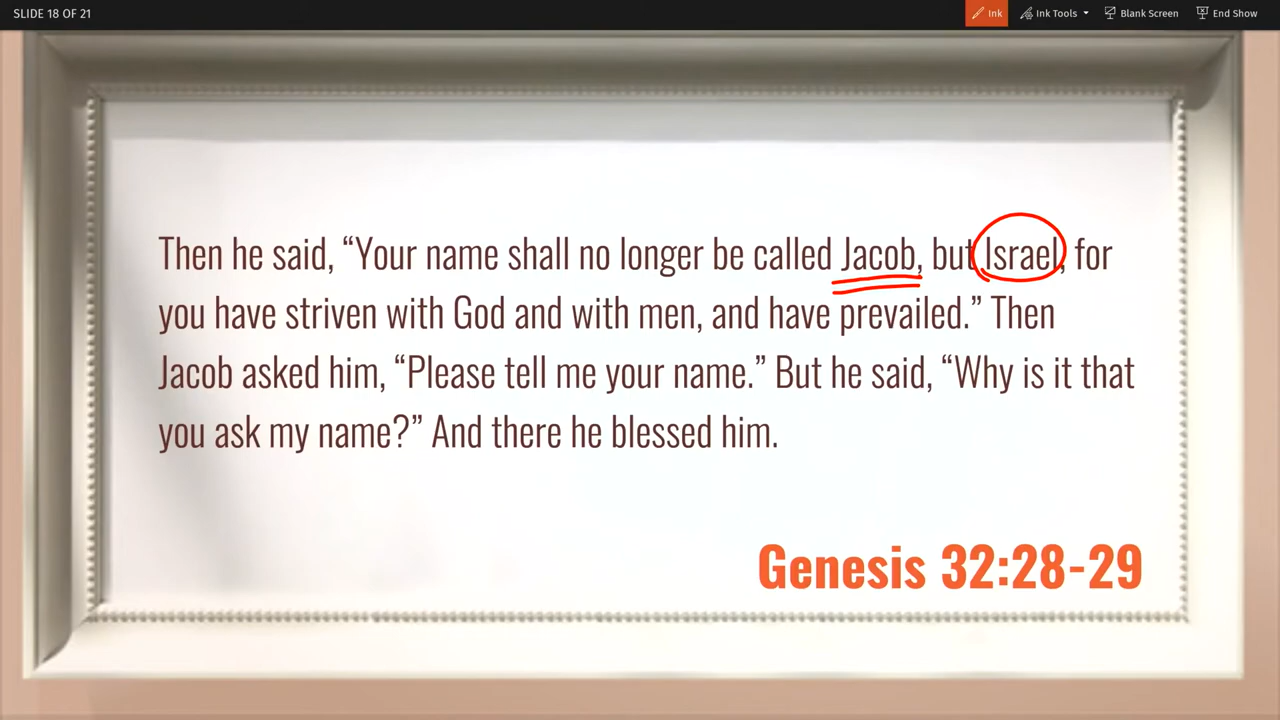 SLIDE 18 OF 21
Ink
Ink Tools
Blank Screen
End Show
Then he said, “Your name shall no longer be called Jacob, but Israel, for
you have striven with God and with men, and have prevailed.” Then
Jacob asked him, “Please tell me your name.” But he said, “Why is it that
you ask my name?” And there he blessed him.
Genesis 32:28-29